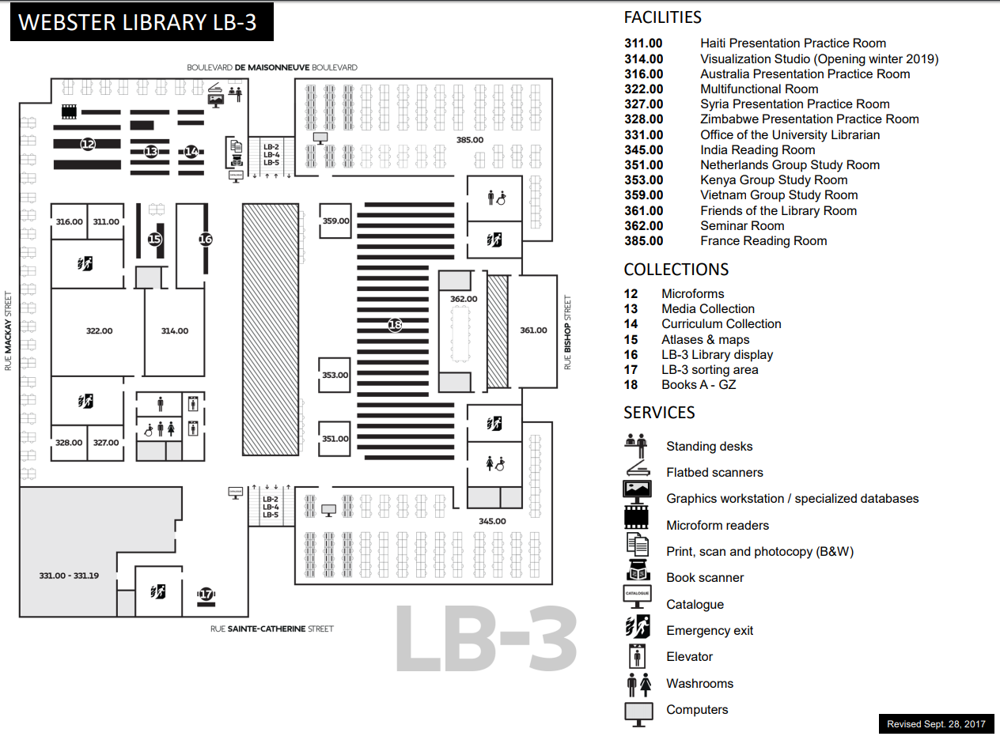 WEBSTER LIBRARY LB-3
BOULEVARD DE MAISONNEUVE BOULEVARD
12
13
14
LB-2
LB-4
LB-5
CATALOGUE
385.00
316.00
311.00
15
16
359.00
322.00
314.00
18
362.00
361.00
RUE MACKAY STREET
RUE BISHOP STREET
353.00
328.00
327.00
351.00
CATALOGUE
LB-2
LB-4
LB-5
345.00
331.00 - 331.19
17
RUE SAINTE-CATHERINE STREET
LB-3
FACILITIES
311.00 Haiti Presentation Practice Room
314.00 Visualization Studio (Opening winter 2019)
316.00 Australia Presentation Practice Room
322.00 Multifunctional Room
327.00 Syria Presentation Practice Room
328.00 Zimbabwe Presentation Practice Room
331.00 Office of the University Librarian
345.00 India Reading Room
351.00 Netherlands Group Study Room
353.00 Kenya Group Study Room
359.00 Vietnam Group Study Room
361.00 Friends of the Library Room
362.00 Seminar Room
385.00 France Reading Room
COLLECTIONS
12 Microforms
13 Media Collection
14 Curriculum Collection
15 Atlases & maps
16 LB-3 Library display
17 LB-3 sorting area
18 Books A - GZ
SERVICES
Standing desks
Flatbed scanners
Graphics workstation / specialized databases
Microform readers
Print, scan and photocopy (B&W)
Book scanner
CATALOGUE Catalogue
Emergency exit
Elevator
Washrooms
Computers
Revised Sept. 28, 2017